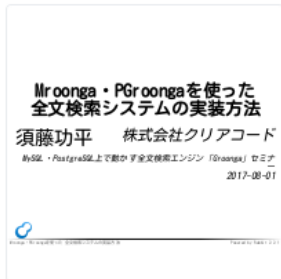 Mroonga・PGroongaを使った
全文検索システムの実装方法
須藤功平 株式会社クリアコード
MySQL・PostgreSQL上で動かす全文検索エンジン「Groonga」セミナ
ー
2017-08-01